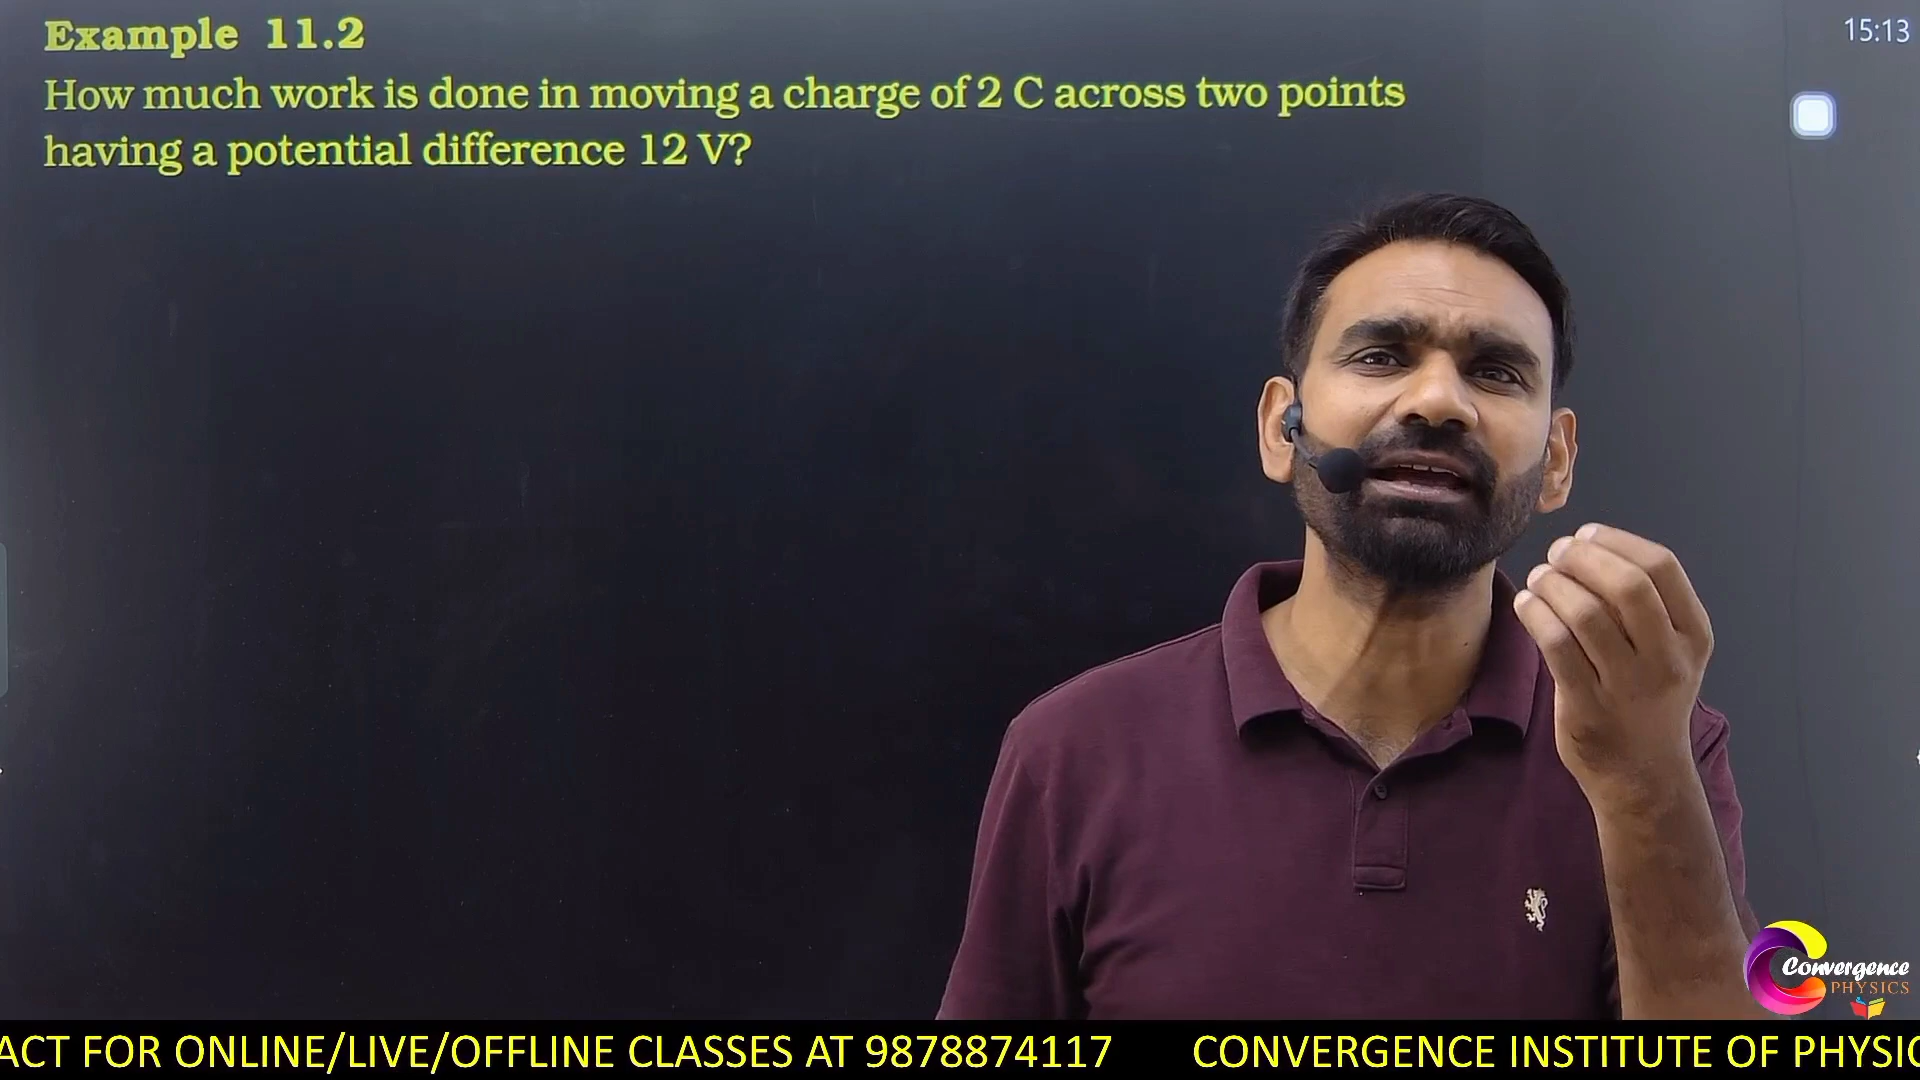 Example 11.2
15:13
How much work is done in moving a charge of 2 C across two points
having a potential difference 12 V?
Convergence
PHYSICS
ACT FOR ONLINE/LIVE/OFFLINE CLASSES AT 9878874117 CONVERGENCE INSTITUTE OF PHYSIC